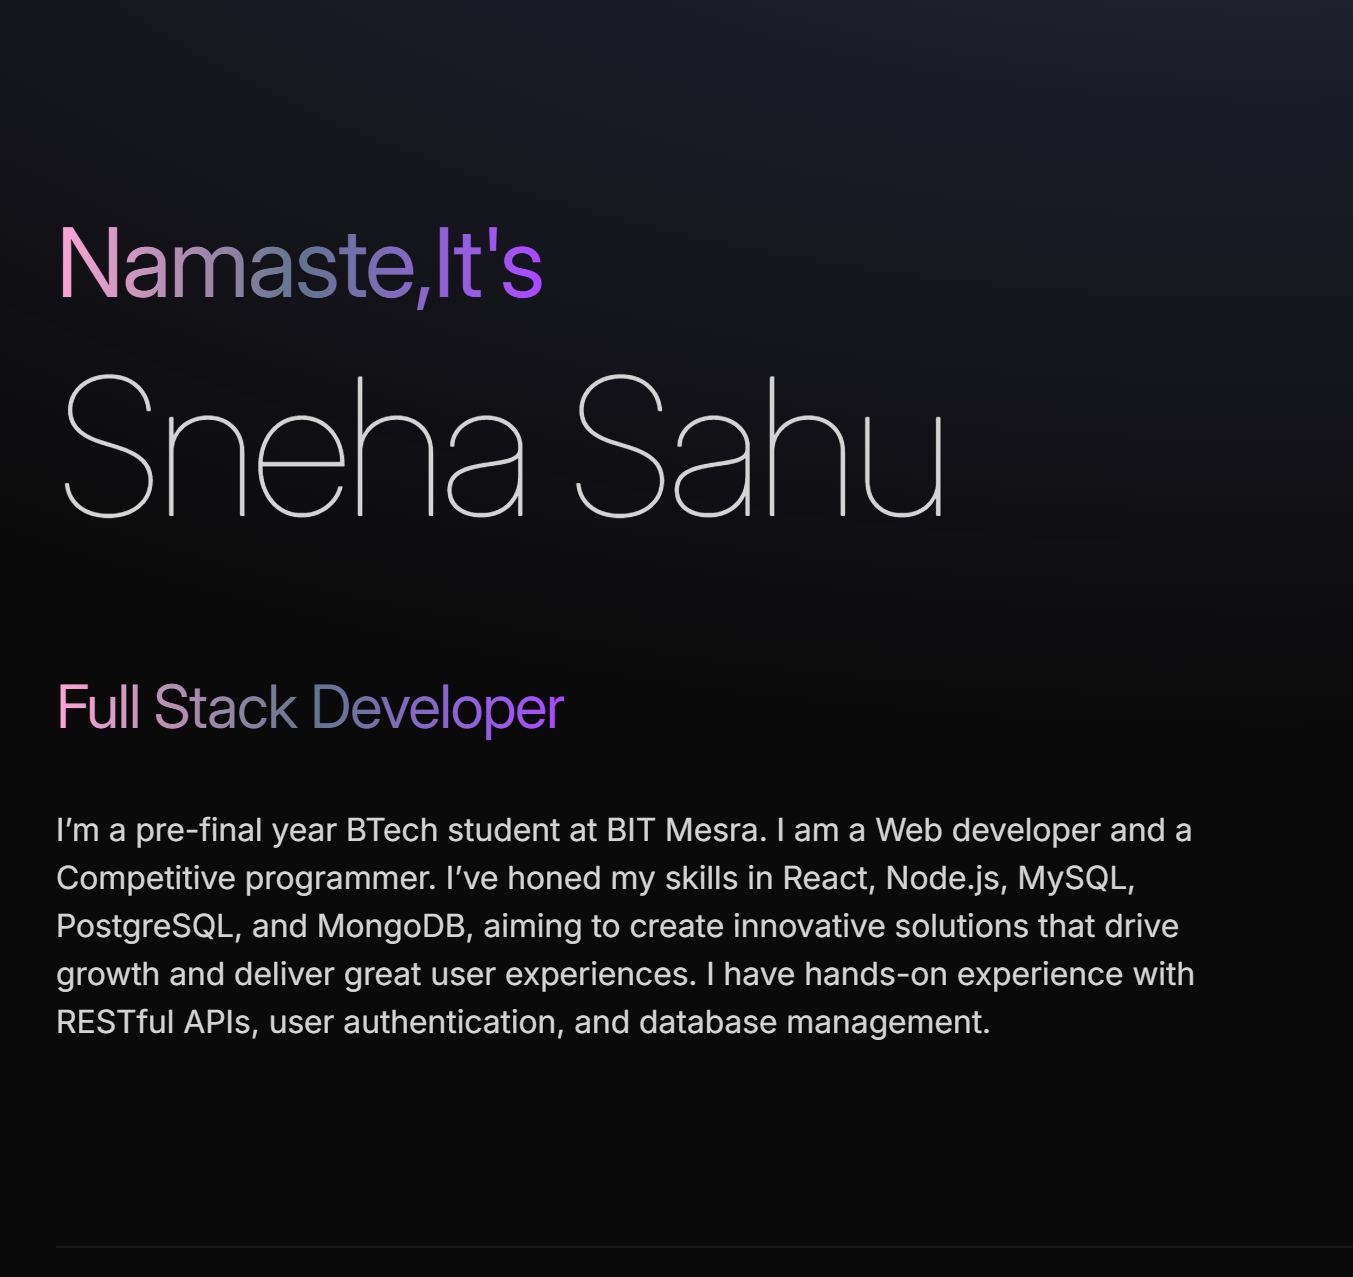 Namaste,It's
Sneha Sahu
Full Stack Developer
I’m a pre-final year BTech student at BIT Mesra. I am a Web developer and a
Competitive programmer. I’ve honed my skills in React, Node.js, MySQL,
PostgreSQL, and MongoDB, aiming to create innovative solutions that drive
growth and deliver great user experiences. I have hands-on experience with
RESTful APIs, user authentication, and database management.